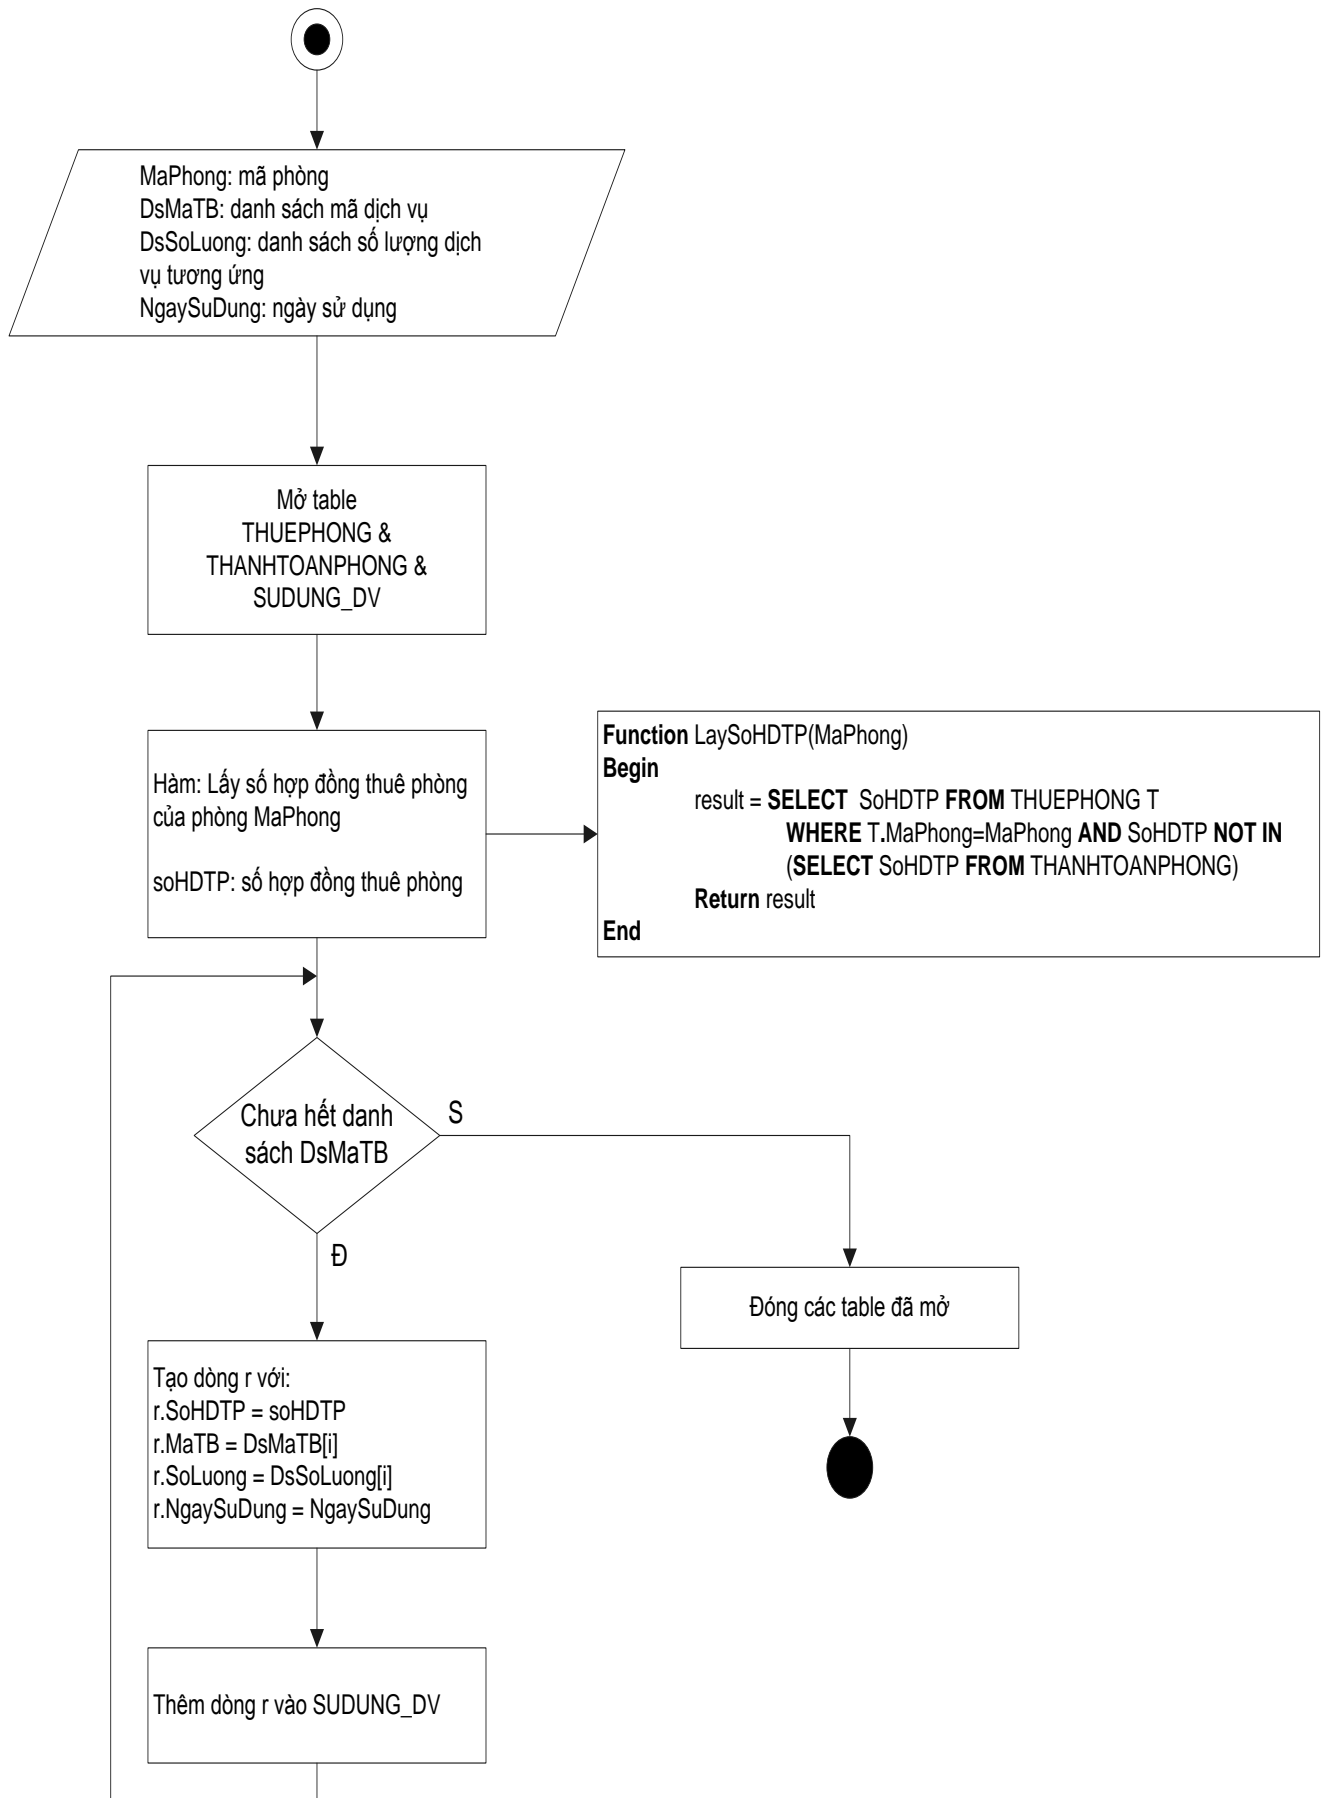 MaPhong: mã phòng
DsMaTB: danh sách mã dịch vụ
DsSoLuong: danh sách số lượng dịch
vụ tương ứng
NgaySuDung: ngày sử dụng
Mở table
THUEPHONG &
THANHTOANPHONG &
SUDUNG_DV
Hàm: Lấy số hợp đồng thuê phòng
của phòng MaPhong
soHDTP: số hợp đồng thuê phòng
Function LaySoHDTP(MaPhong)
Begin
result = SELECT SoHDTP FROM THUEPHONG T
WHERE T.MaPhong=MaPhong AND SoHDTP NOT IN
(SELECT SoHDTP FROM THANHTOANPHONG)
Return result
End
Chưa hết danh
sách DsMaTB
S
Đ
Đóng các table đã mở
Tạo dòng r với:
r.SoHDTP = soHDTP
r.MaTB = DsMaTB[i]
r.SoLuong = DsSoLuong[i]
r.NgaySuDung = NgaySuDung
Thêm dòng r vào SUDUNG_DV